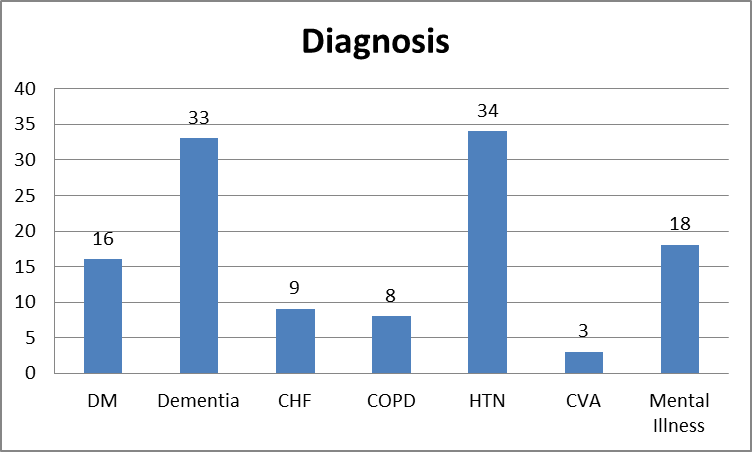 Diagnosis
40
35
30
25
20
15
10
5
0
16
33
9
8
34
3
18
DM
Dementia
CHF
COPD
HTN
CVA
Mental
Illness